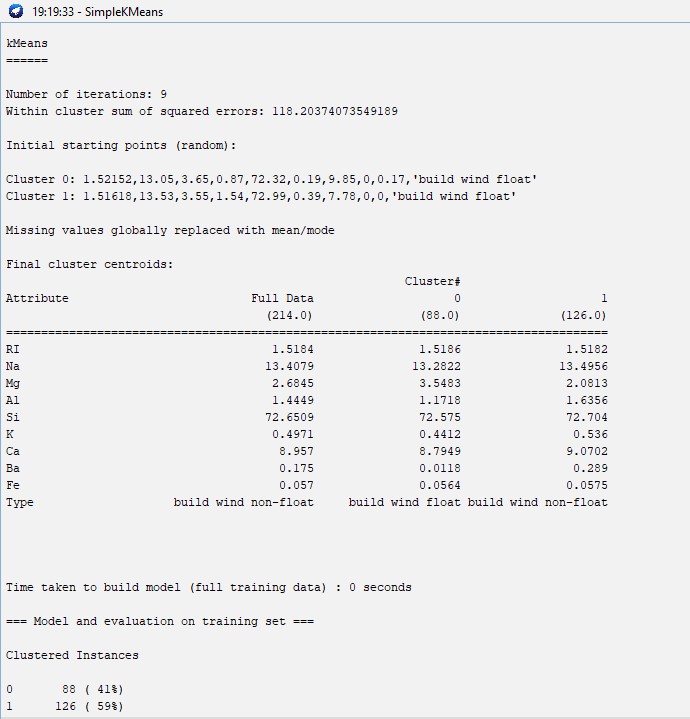 19:19:33 - SimpleKMeans
kMeans
======
Number of iterations: 9
Within cluster sum of squared errors: 118.20374073549189
Initial starting points (random):
Cluster 0: 1.52152,13.05,3.65,0.87,72.32,0.19,9.85,0,0.17,'build wind float'
Cluster 1: 1.51618,13.53,3.55,1.54,72.99,0.39,7.78,0,0,'build wind float'
Missing values globally replaced with mean/mode
Final cluster centroids:
Cluster#
Attribute Full Data 0 1
(214.0) (88.0) (126.0)
======================================================================================
RI 1.5184 1.5186 1.5182
Na 13.4079 13.2822 13.4956
Mg 2.6845 3.5483 2.0813
Al 1.4449 1.1718 1.6356
Si 72.6509 72.575 72.704
K 0.4971 0.4412 0.536
Ca 8.957 8.7949 9.0702
Ba 0.175 0.0118 0.289
Fe 0.057 0.0564 0.0575
Type build wind non-float build wind float build wind non-float
Time taken to build model (full training data) : 0 seconds
=== Model and evaluation on training set ===
Clustered Instances
0 88 ( 41%)
1 126 ( 59%)